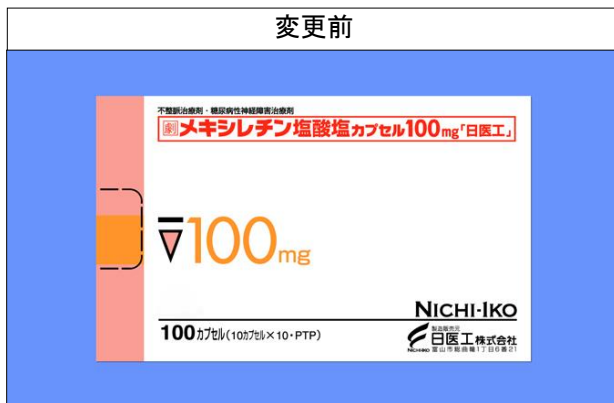 変更前
不整脈治療剤・糖尿病性神経障害治療剤
劇 メキシレチン塩酸塩カプセル100mg「日医工」
100mg
NICHI-IKO
100カプセル(10カプセル×10・PTP)
製造販売元
日医工株式会社
NICHI-IKO 富山市総曲輪1丁目6番21